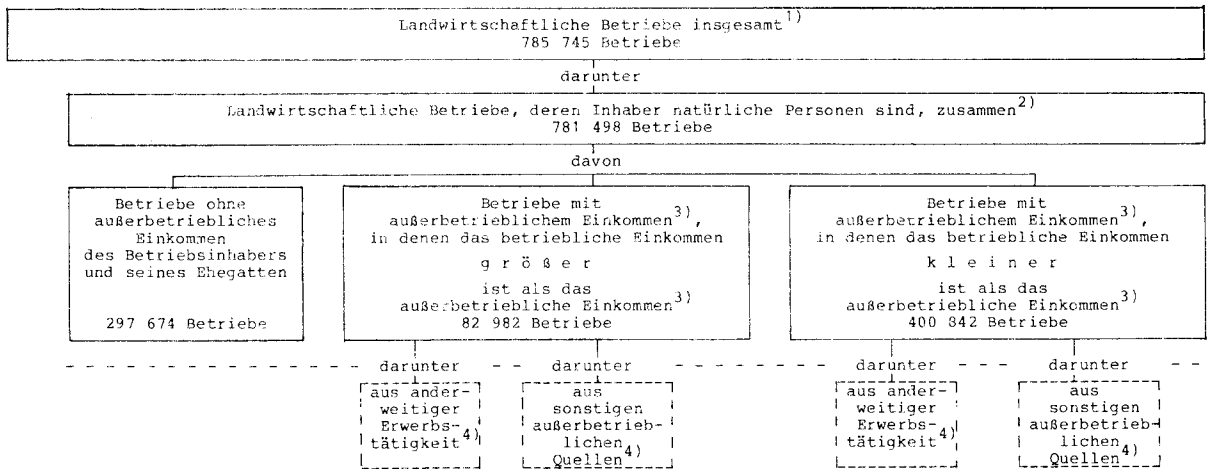 Landwirtschaftliche Betriebe insgesamt1)
785 745 Betriebe
darunter
Landwirtschaftliche Betriebe, deren Inhaber natürliche Personen sind, zusammen2)
781 498 Betriebe
davon
Betriebe ohne
außerbetriebliches
Einkommen
des Betriebsinhabers
und seines Ehegatten
297 674 Betriebe
Betriebe mit
außerbetrieblichem Einkommen3),
in denen das betriebliche Einkommen
g r ö ß e r
ist als das
außerbetriebliche Einkommen3)
82 982 Betriebe
Betriebe mit
außerbetrieblichem Einkommen3),
in denen das betriebliche Einkommen
k l e i n e r
ist als das
außerbetriebliche Einkommen3)
400 842 Betriebe
darunter
darunter
darunter
darunter
aus ander-
weitiger
Erwerbs-
tätigkeit4)
aus
sonstigen
außerbetrieb-
lichen
Quellen4)
aus ander-
weitiger
Erwerbs-
tätigkeit4)
aus
sonstigen
außerbetrieb-
lichen
Quellen4)